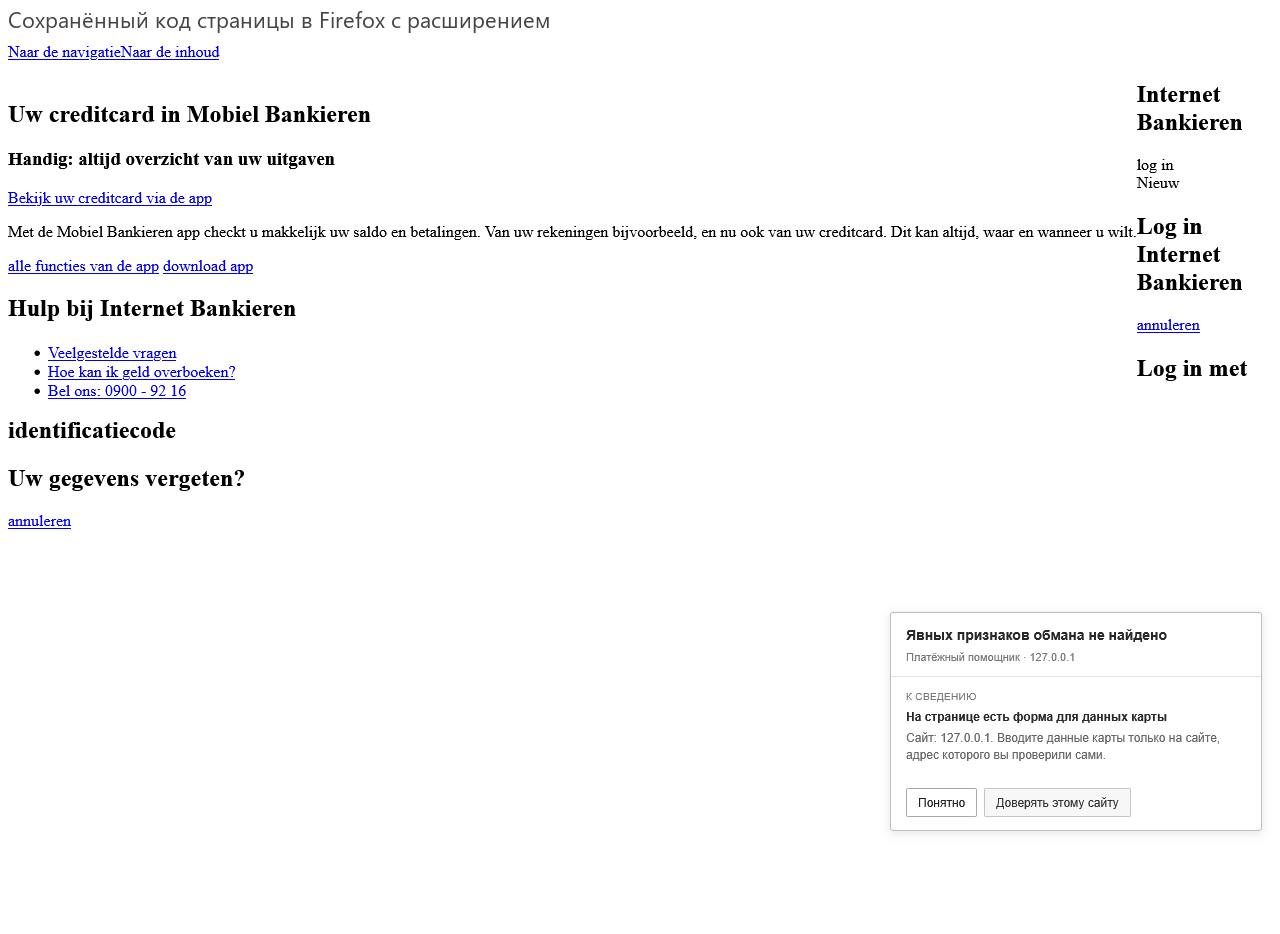 Сохранённый код страницы в Firefox с расширением
Naar de navigatieNaar de inhoud
Uw creditcard in Mobiel Bankieren
Handig: altijd overzicht van uw uitgaven
Bekijk uw creditcard via de app
Met de Mobiel Bankieren app checkt u makkelijk uw saldo en betalingen. Van uw rekeningen bijvoorbeeld, en nu ook van uw creditcard. Dit kan altijd, waar en wanneer u wilt.
alle functies van de app download app
Hulp bij Internet Bankieren
Veelgestelde vragen
Hoe kan ik geld overboeken?
Bel ons: 0900 - 92 16
identificatiecode
Uw gegevens vergeten?
annuleren
Internet
Bankieren
log in
Nieuw
Log in
Internet
Bankieren
annuleren
Log in met
Явных признаков обмана не найдено
Платёжный помощник · 127.0.0.1
К СВЕДЕНИЮ
На странице есть форма для данных карты
Сайт: 127.0.0.1. Вводите данные карты только на сайте,
адрес которого вы проверили сами.
Понятно
Доверять этому сайту